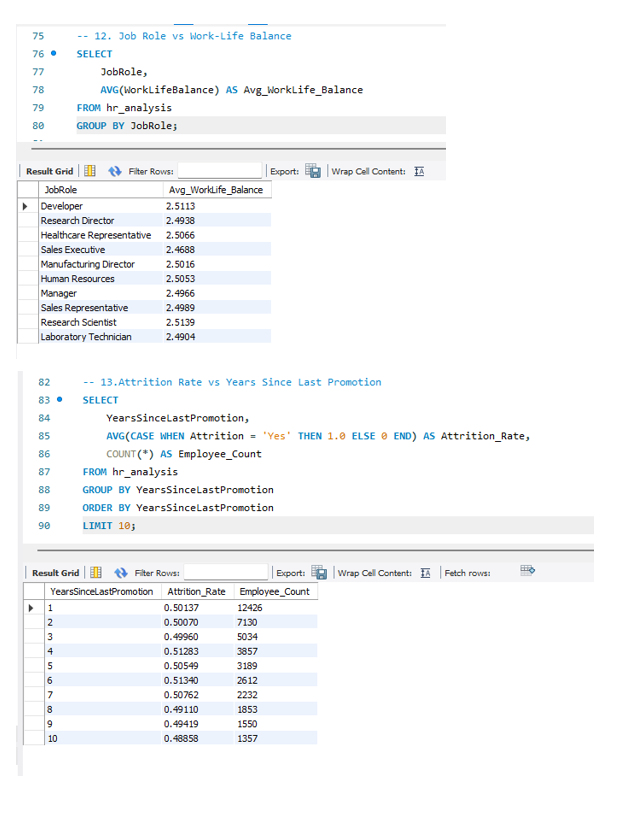 75 -- 12. Job Role vs Work-Life Balance
76 SELECT
77 JobRole,
78 AVG(WorkLifeBalance) AS Avg_WorkLife_Balance
79 FROM hr_analysis
80 GROUP BY JobRole;
Result Grid Filter Rows: Export: Wrap Cell Content: IA
JobRole Avg_WorkLife_Balance
Developer 2.5113
Research Director 2.4938
Healthcare Representative 2.5066
Sales Executive 2.4688
Manufacturing Director 2.5016
Human Resources 2.5053
Manager 2.4966
Sales Representative 2.4989
Research Scientist 2.5139
Laboratory Technician 2.4904
82 -- 13.Attrition Rate vs Years Since Last Promotion
83 SELECT
84 YearsSinceLastPromotion,
85 AVG(CASE WHEN Attrition = 'Yes' THEN 1.0 ELSE 0 END) AS Attrition_Rate,
86 COUNT(*) AS Employee_Count
87 FROM hr_analysis
88 GROUP BY YearsSinceLastPromotion
89 ORDER BY YearsSinceLastPromotion
90 LIMIT 10;
Result Grid Filter Rows: Export: Wrap Cell Content: IA Fetch rows:
YearsSinceLastPromotion Attrition_Rate Employee_Count
1 0.50137 12426
2 0.50070 7130
3 0.49960 5034
4 0.51283 3857
5 0.50549 3189
6 0.51340 2612
7 0.50762 2232
8 0.49110 1853
9 0.49419 1550
10 0.48858 1357